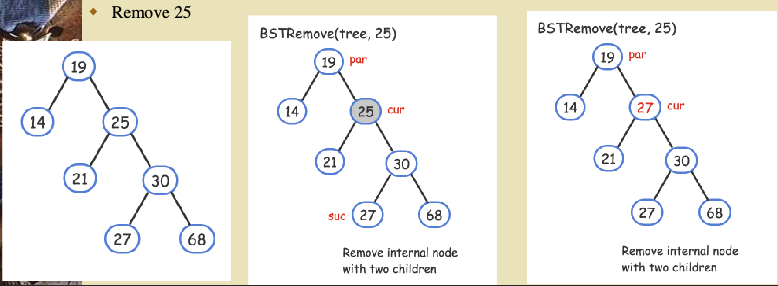 Remove 25
19
14
25
21
30
27
68
BSTRemove(tree, 25)
19 par
14
25 cur
21
30
suc 27
68
Remove internal node
with two children
BSTRemove(tree, 25)
19 par
14
27 cur
21
30
27
68
Remove internal node
with two children